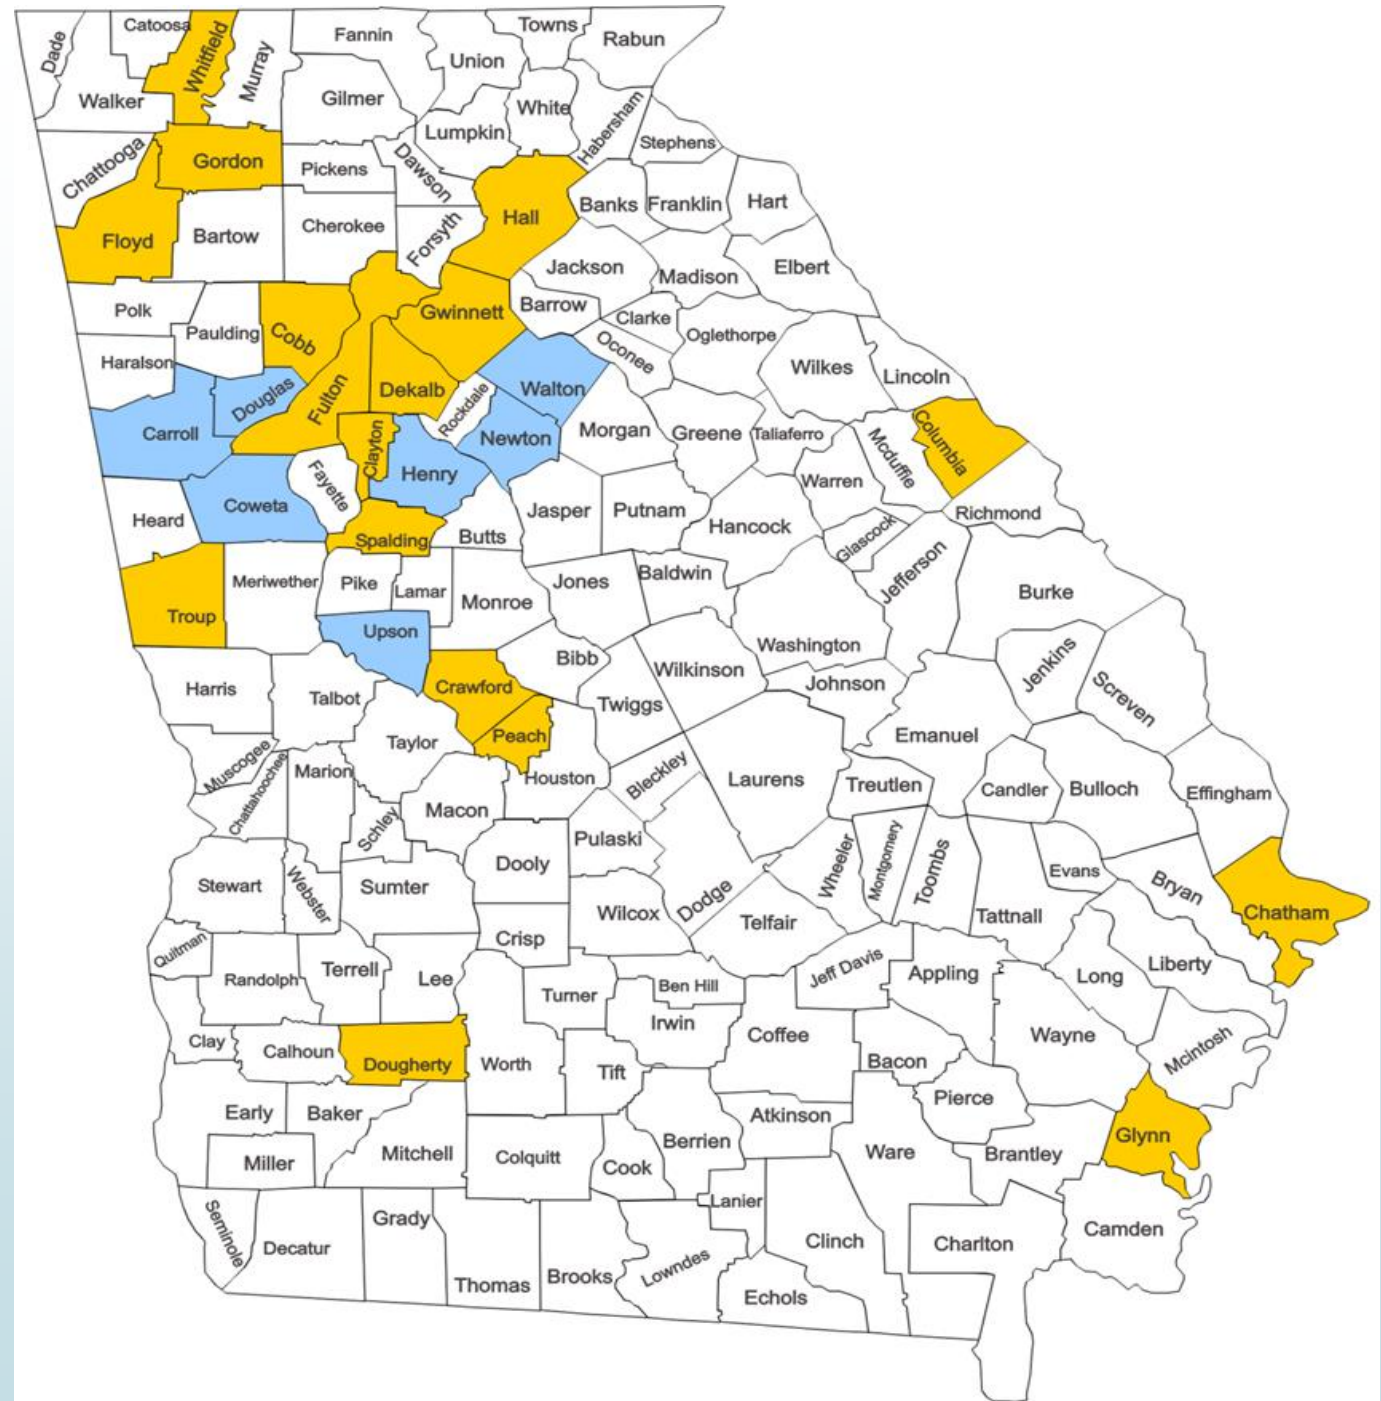 Dade
Catoosa
Whitfield
Murray
Fannin
Union
Towns
Rabun
Walker
Gilmer
Lumpkin
White
Habersham
Stephens
Chattooga
Gordon
Pickens
Dawson
Banks
Franklin
Hart
Floyd
Bartow
Cherokee
Forsyth
Hall
Jackson
Madison
Elbert
Polk
Paulding
Cobb
Gwinnett
Barrow
Clarke
Oglethorpe
Oconee
Wilkes
Lincoln
Haralson
Douglas
Fulton
Dekalb
Rockdale
Walton
Carroll
Clayton
Newton
Morgan
Greene
Taliaferro
Mcduffie
Columbia
Fayette
Henry
Warren
Heard
Coweta
Spalding
Butts
Jasper
Putnam
Hancock
Glascock
Richmond
Jefferson
Troup
Meriwether
Pike
Lamar
Monroe
Jones
Baldwin
Burke
Upson
Washington
Jenkins
Screven
Harris
Talbot
Crawford
Bibb
Wilkinson
Twiggs
Johnson
Emanuel
Peach
Taylor
Houston
Muscogee
Chattahoochee
Marion
Schley
Macon
Bleckley
Laurens
Treutlen
Candler
Bulloch
Effingham
Pulaski
Dooly
Wheeler
Montgomery
Toombs
Evans
Bryan
Stewart
Webster
Sumter
Wilcox
Dodge
Telfair
Tattnall
Chatham
Quitman
Randolph
Terrell
Lee
Crisp
Turner
Ben Hill
Irwin
Jeff Davis
Appling
Long
Liberty
Clay
Calhoun
Dougherty
Worth
Tift
Coffee
Bacon
Wayne
Mcintosh
Early
Baker
Pierce
Atkinson
Miller
Mitchell
Colquitt
Cook
Berrien
Ware
Brantley
Glynn
Seminole
Decatur
Grady
Thomas
Brooks
Lowndes
Lanier
Clinch
Echols
Charlton
Camden